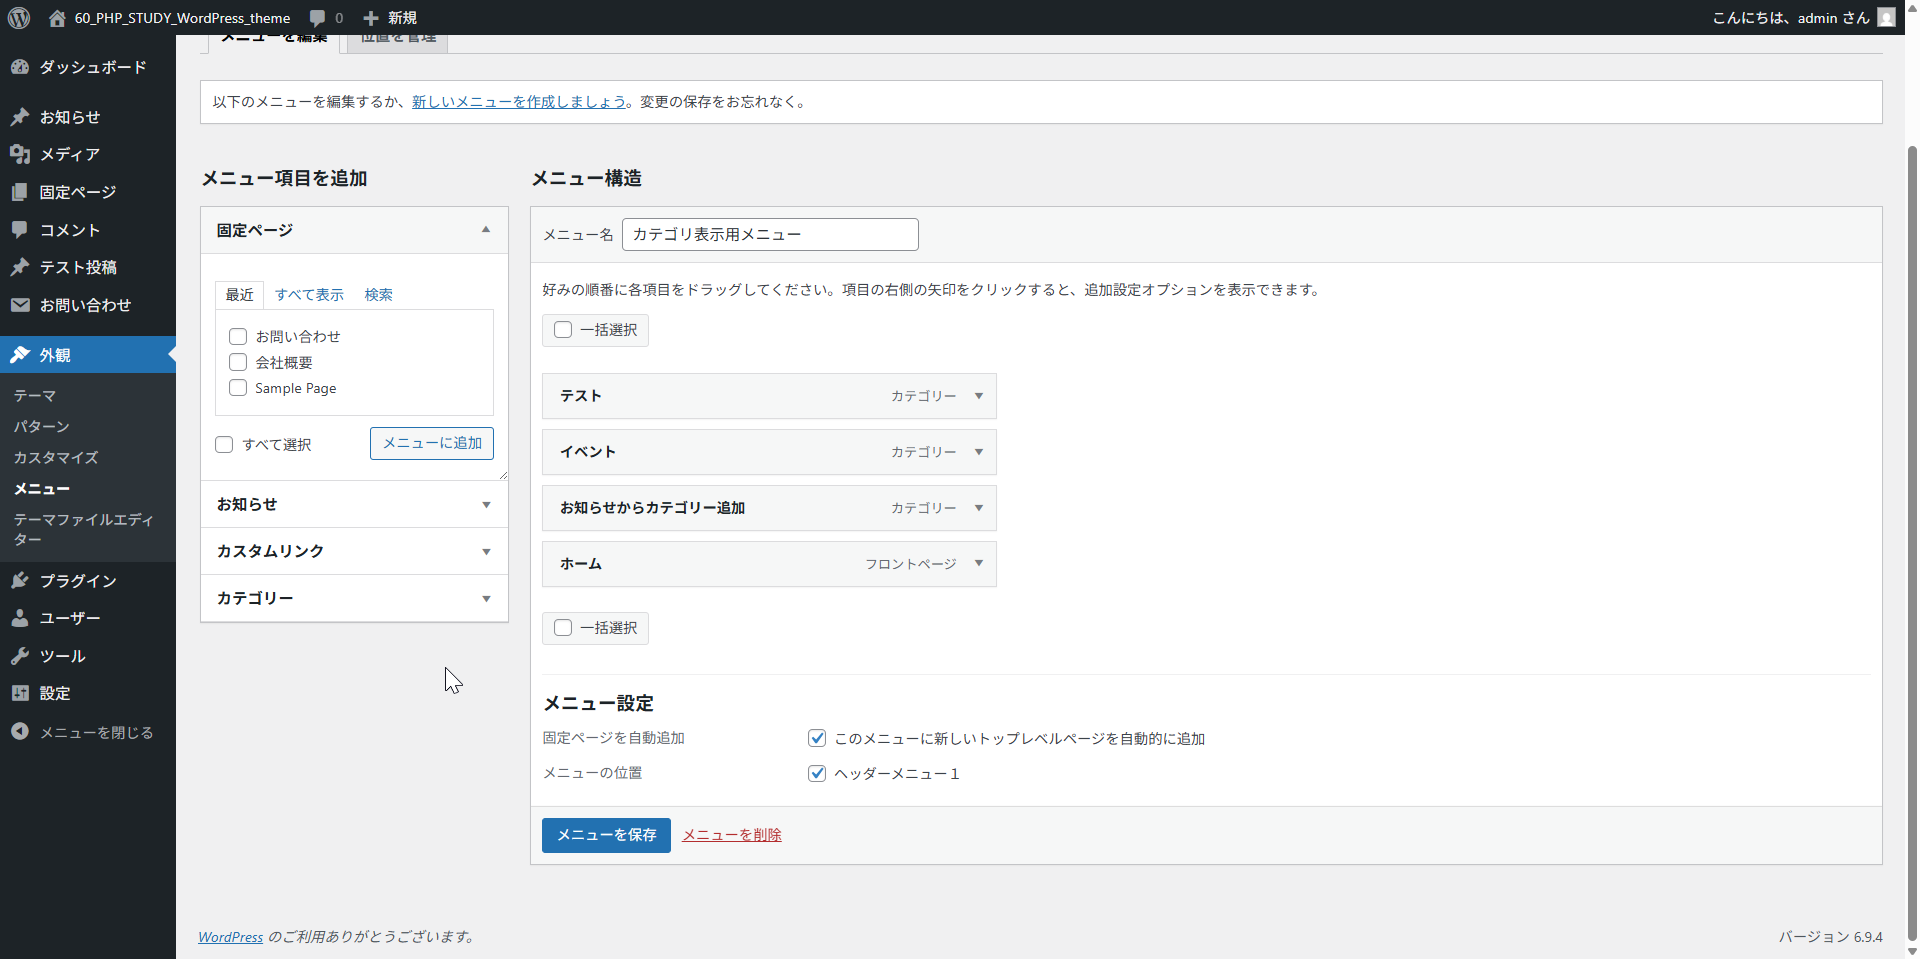 60_PHP_STUDY_WordPress_theme
0
新規
こんにちは、admin さん
ダッシュボード
お知らせ
メディア
固定ページ
コメント
テスト投稿
お問い合わせ
外観
テーマ
パターン
カスタマイズ
メニュー
テーマファイルエディ
ター
プラグイン
ユーザー
ツール
設定
メニューを閉じる
メニューを編集
位置を管理
以下のメニューを編集するか、新しいメニューを作成しましょう。変更の保存をお忘れなく。
メニュー項目を追加
固定ページ
最近 すべて表示 検索
お問い合わせ
会社概要
Sample Page
すべて選択
メニューに追加
お知らせ
カスタムリンク
カテゴリー
メニュー構造
メニュー名 カテゴリ表示用メニュー
好みの順番に各項目をドラッグしてください。項目の右側の矢印をクリックすると、追加設定オプションを表示できます。
一括選択
テスト カテゴリー
イベント カテゴリー
お知らせからカテゴリー追加 カテゴリー
ホーム フロントページ
一括選択
メニュー設定
固定ページを自動追加 このメニューに新しいトップレベルページを自動的に追加
メニューの位置 ヘッダーメニュー１
メニューを保存 メニューを削除
WordPress のご利用ありがとうございます。
バージョン 6.9.4